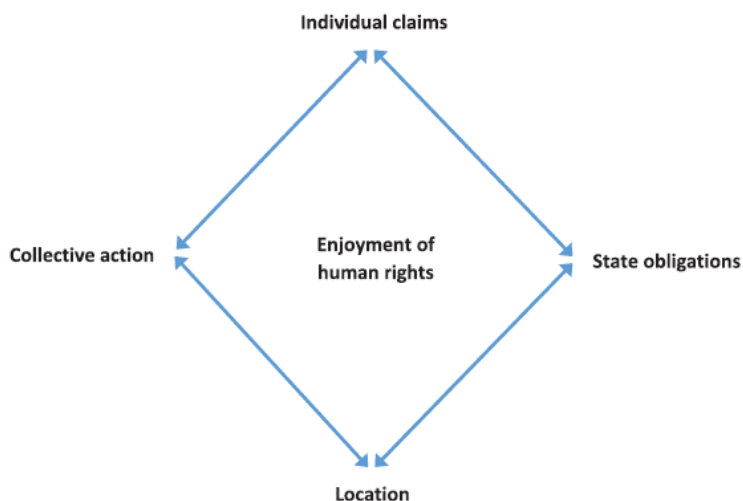 Individual claims
Collective action
Enjoyment of
human rights
State obligations
Location